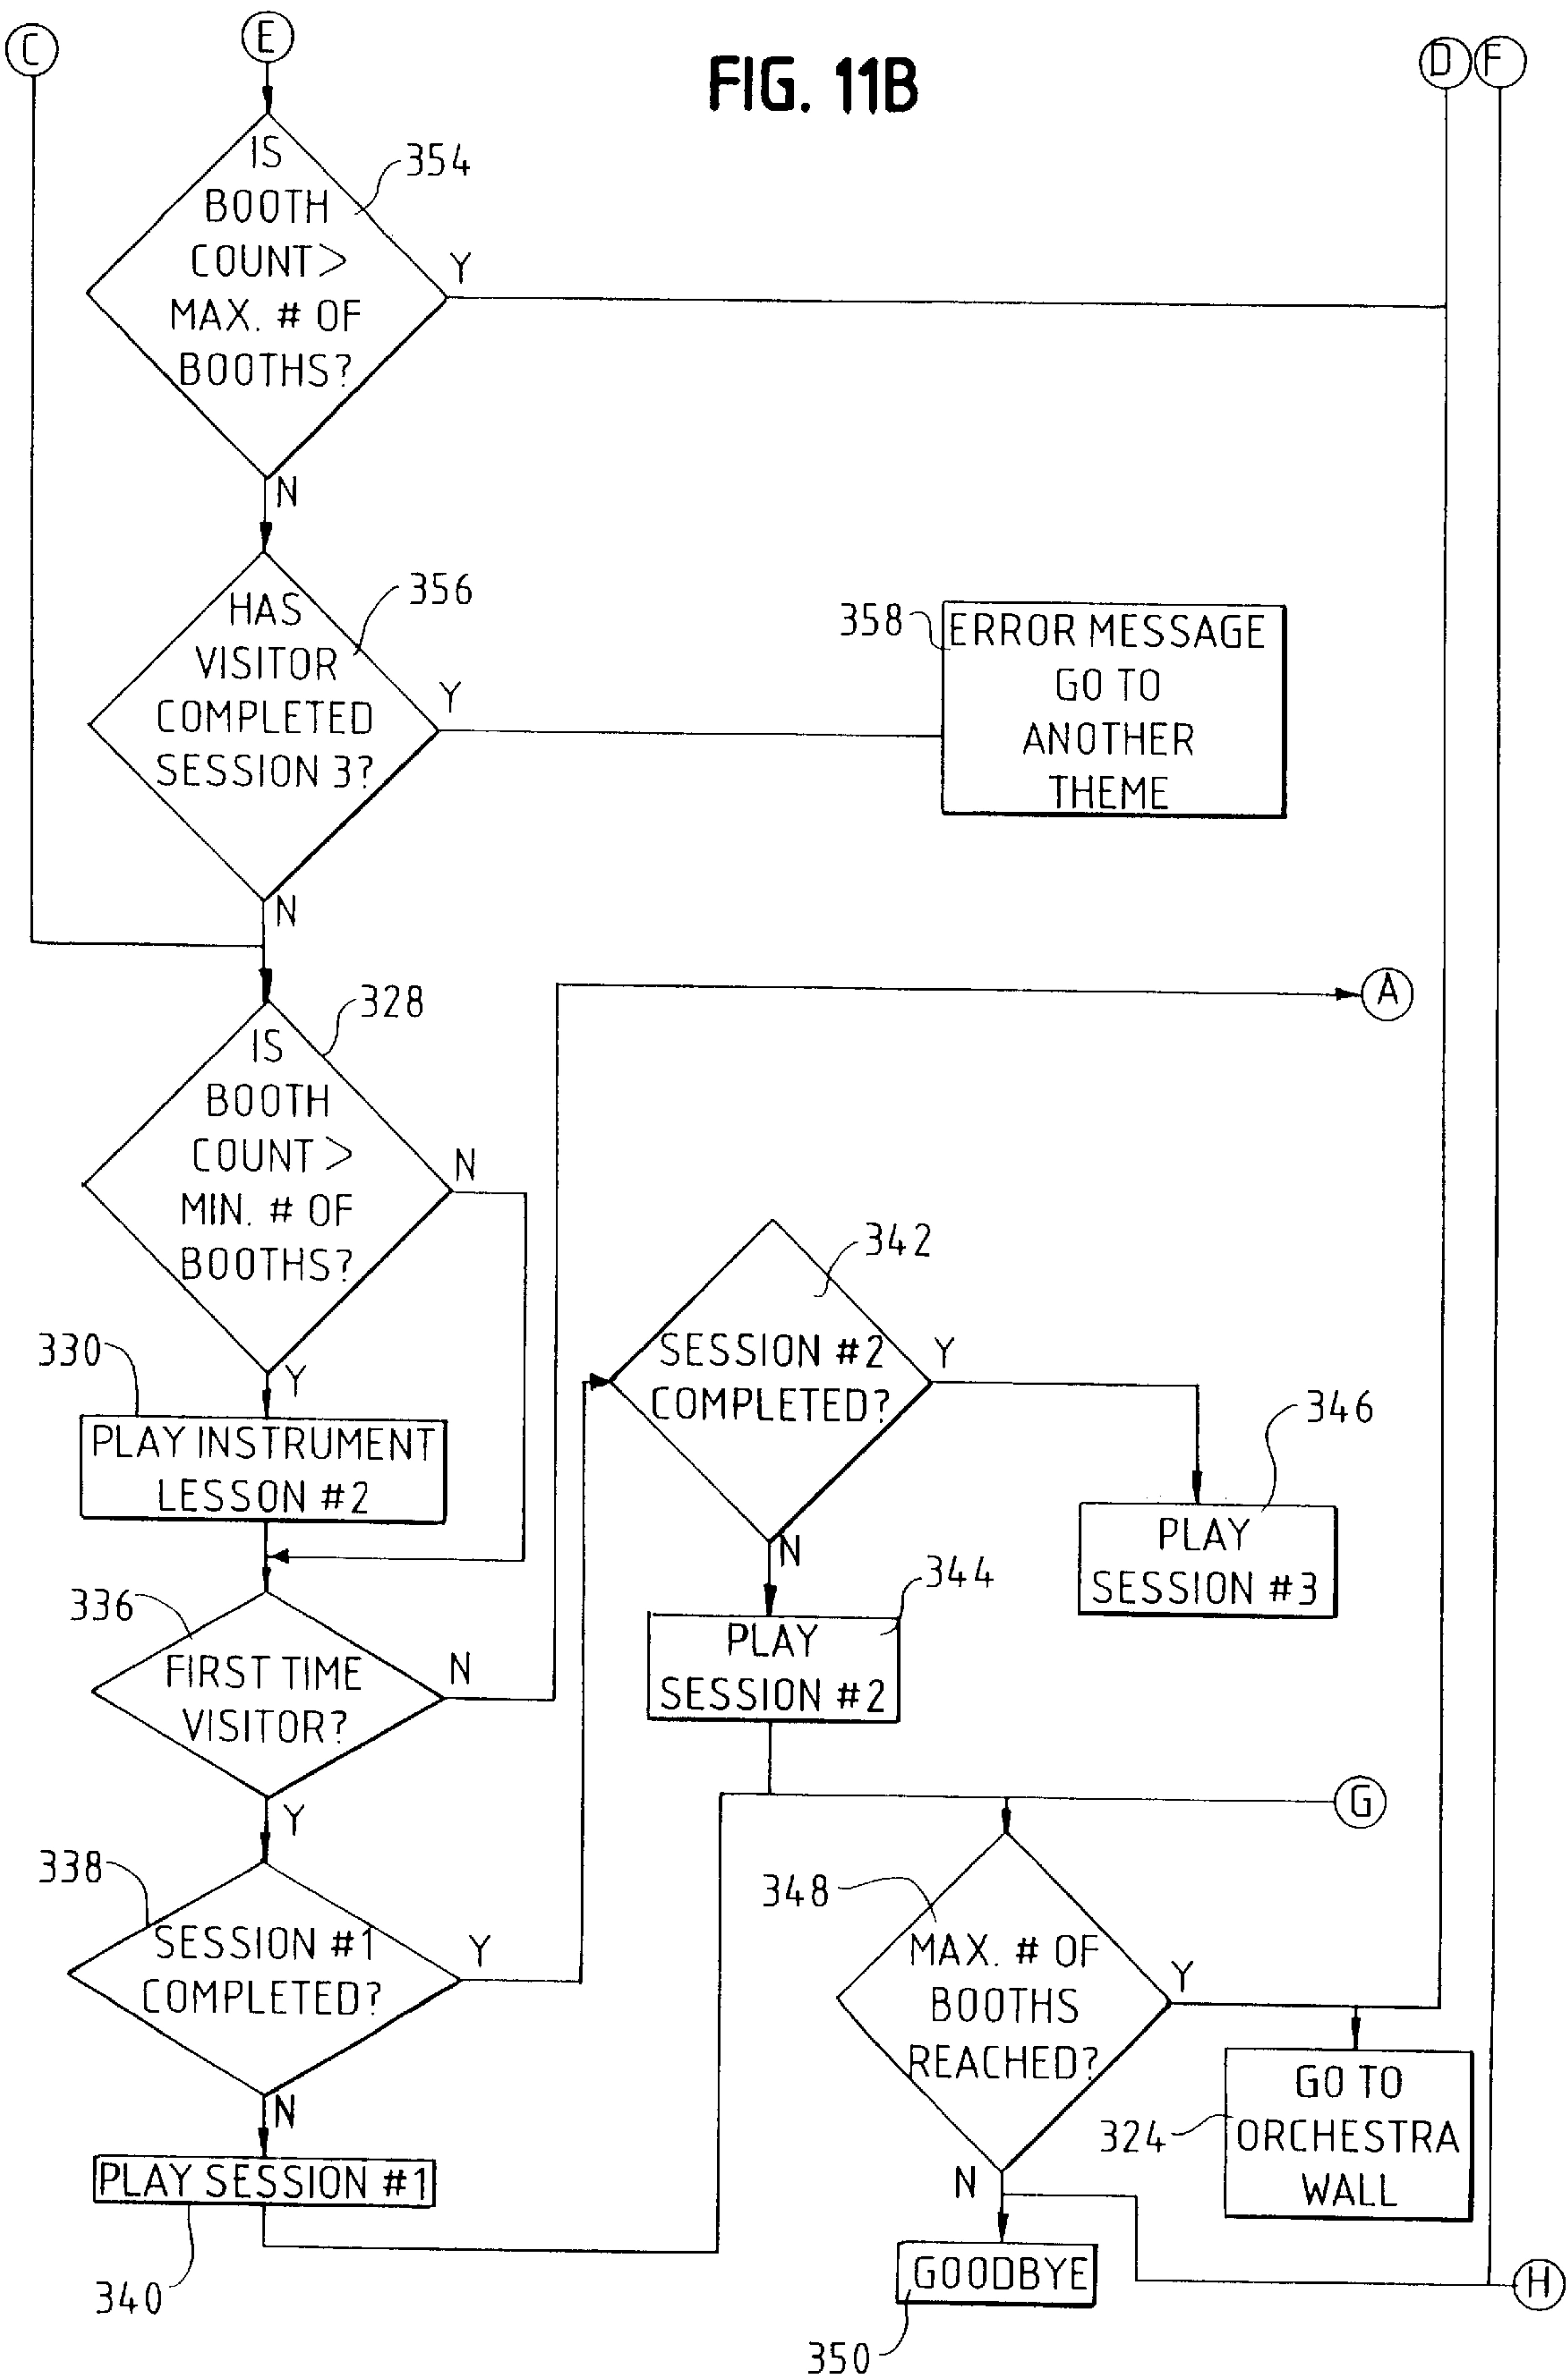 C
E
FIG. 11B
D
F
IS
BOOTH
COUNT >
MAX. # OF
BOOTHS?
354
Y
N
HAS
VISITOR
COMPLETED
SESSION 3?
356
Y
N
358
ERROR MESSAGE
GO TO
ANOTHER
THEME
A
IS
BOOTH
COUNT >
MIN. # OF
BOOTHS?
328
N
Y
330
PLAY INSTRUMENT
LESSON #2
342
SESSION #2
COMPLETED?
Y
N
346
PLAY
SESSION #3
344
PLAY
SESSION #2
336
FIRST TIME
VISITOR?
N
Y
G
338
SESSION #1
COMPLETED?
Y
N
PLAY SESSION #1
340
348
MAX. # OF
BOOTHS
REACHED?
Y
N
324
GO TO
ORCHESTRA
WALL
GOODBYE
350
H